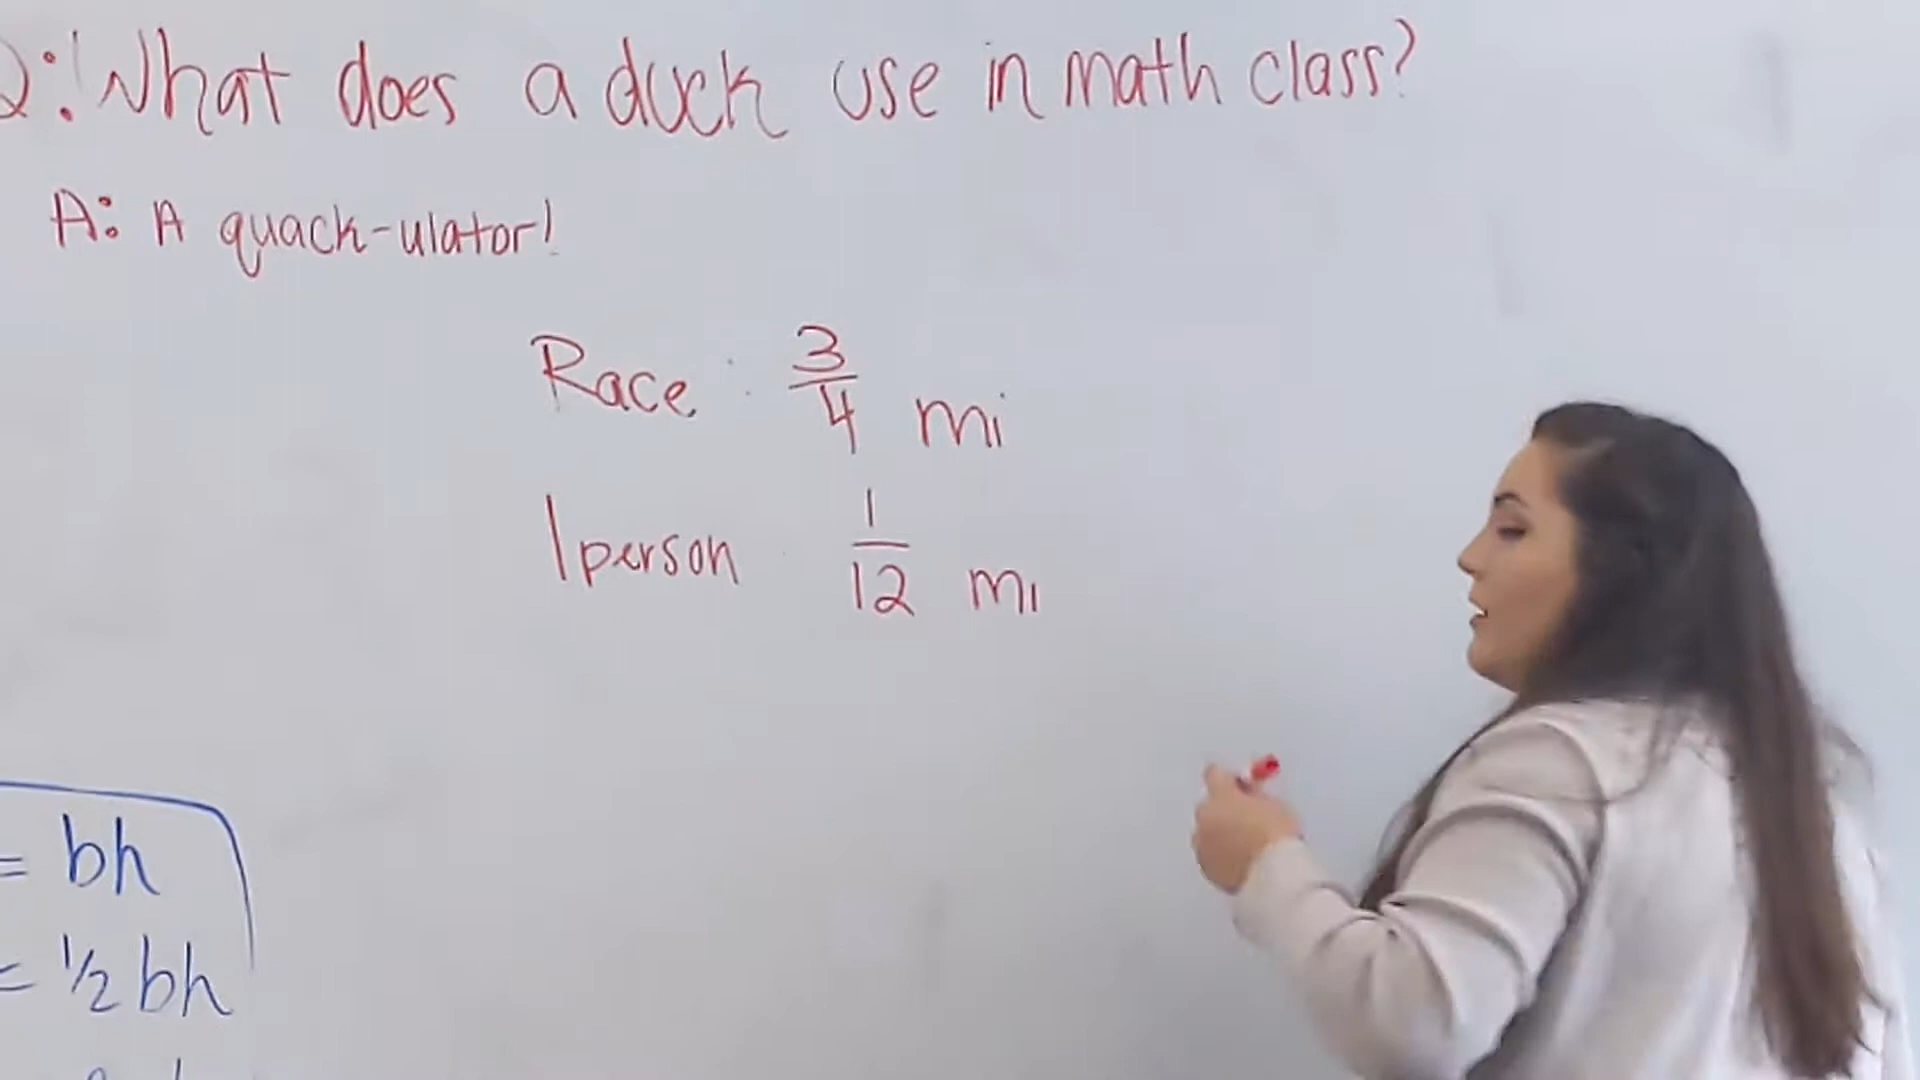 Q: What does a duck use in math class?
A: A quack-ulator!
Race: 3/4 mi
1 person 1/12 mi
= bh
= 1/2 bh